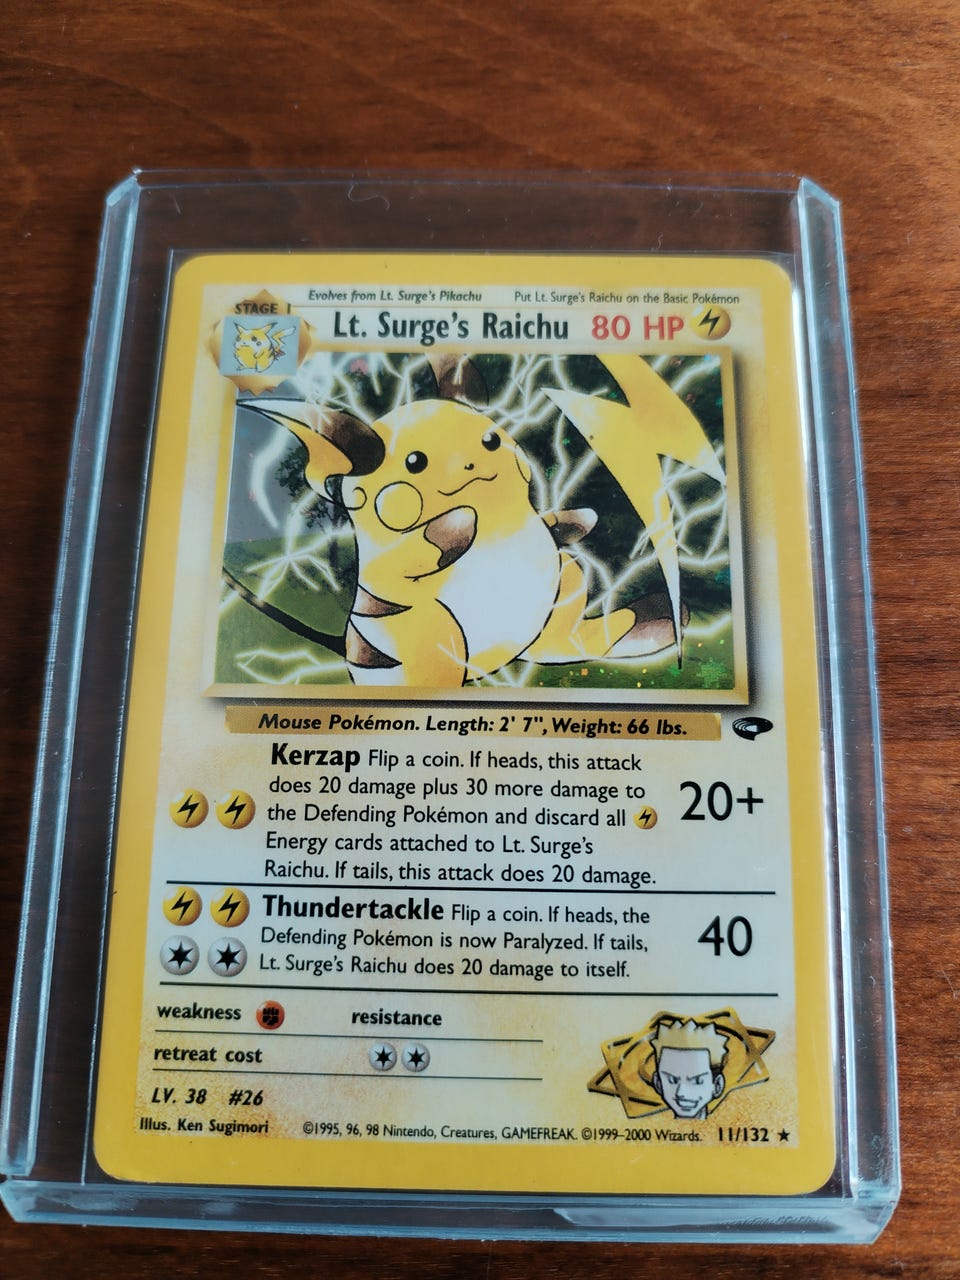 STAGE 1
Evolves from Lt. Surge's Pikachu
Put Lt. Surge's Raichu on the Basic Pokémon
Lt. Surge's Raichu 80 HP
Mouse Pokémon. Length: 2' 7", Weight: 66 lbs.
Kerzap Flip a coin. If heads, this attack
does 20 damage plus 30 more damage to
the Defending Pokémon and discard all
Energy cards attached to Lt. Surge's
Raichu. If tails, this attack does 20 damage.
20+
Thundertackle Flip a coin. If heads, the
Defending Pokémon is now Paralyzed. If tails,
Lt. Surge's Raichu does 20 damage to itself.
40
weakness
resistance
retreat cost
LV. 38 #26
Illus. Ken Sugimori
©1995, 96, 98 Nintendo, Creatures, GAMEFREAK. ©1999–2000 Wizards.
11/132 ★